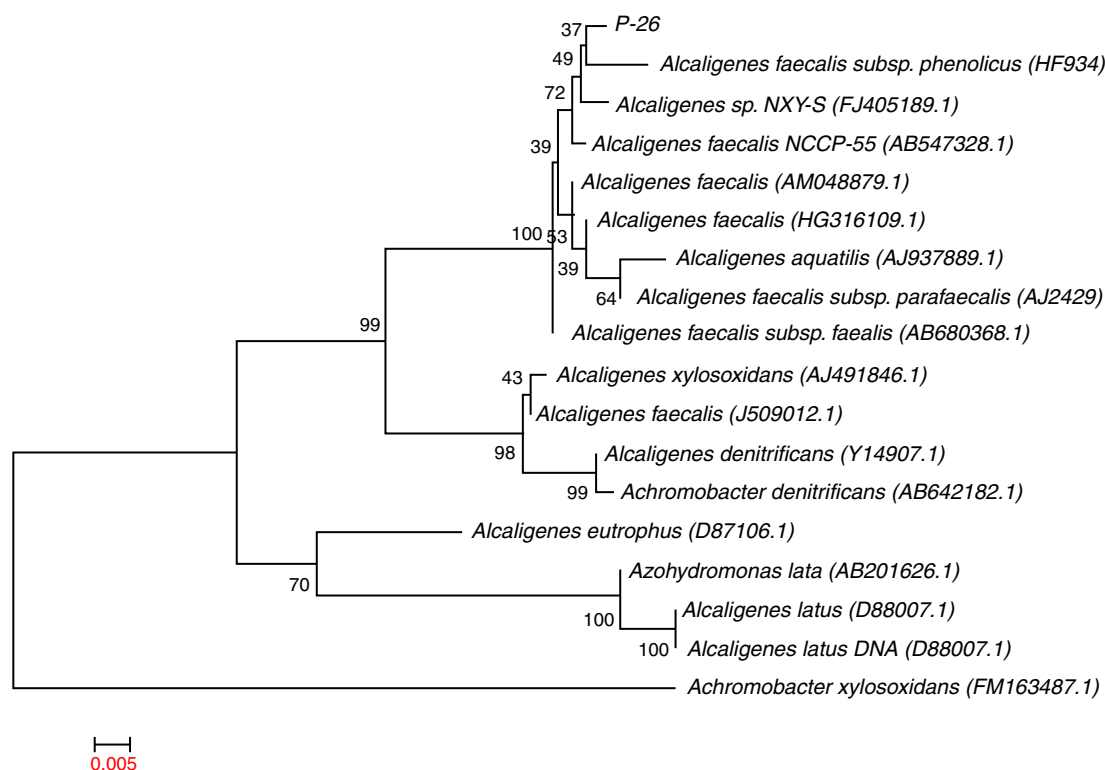 37
P-26
49
Alcaligenes faecalis subsp. phenolicus (HF934)
72
Alcaligenes sp. NXY-S (FJ405189.1)
39
Alcaligenes faecalis NCCP-55 (AB547328.1)
Alcaligenes faecalis (AM048879.1)
Alcaligenes faecalis (HG316109.1)
100
53
Alcaligenes aquatilis (AJ937889.1)
39
64
Alcaligenes faecalis subsp. parafaecalis (AJ2429)
99
Alcaligenes faecalis subsp. faealis (AB680368.1)
43
Alcaligenes xylosoxidans (AJ491846.1)
Alcaligenes faecalis (J509012.1)
98
Alcaligenes denitrificans (Y14907.1)
99
Achromobacter denitrificans (AB642182.1)
Alcaligenes eutrophus (D87106.1)
70
Azohydromonas lata (AB201626.1)
100
Alcaligenes latus (D88007.1)
100
Alcaligenes latus DNA (D88007.1)
Achromobacter xylosoxidans (FM163487.1)
0.005